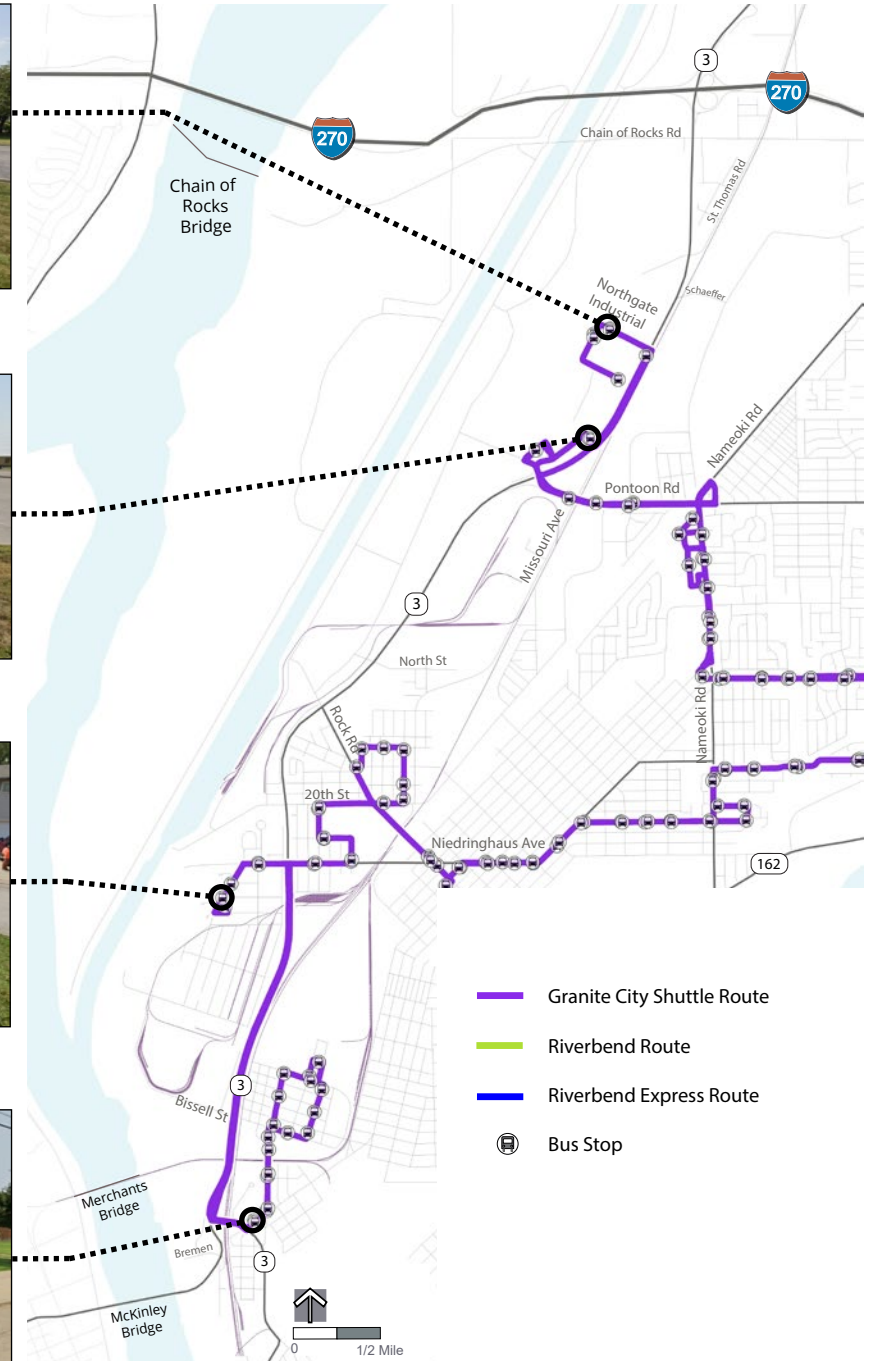 3
270
270
Chain of Rocks Rd
St. Thomas Rd
Chain of
Rocks
Bridge
Northgate
Industrial
Schaeffer
Nameoki Rd
Pontoon Rd
Missouri Ave
3
North St
Nameoki Rd
Rock Rd
20th St
Niedringhaus Ave
162
Granite City Shuttle Route
Riverbend Route
Riverbend Express Route
Bus Stop
3
Bissell St
Merchants
Bridge
Bremen
3
McKinley
Bridge
0
1/2 Mile